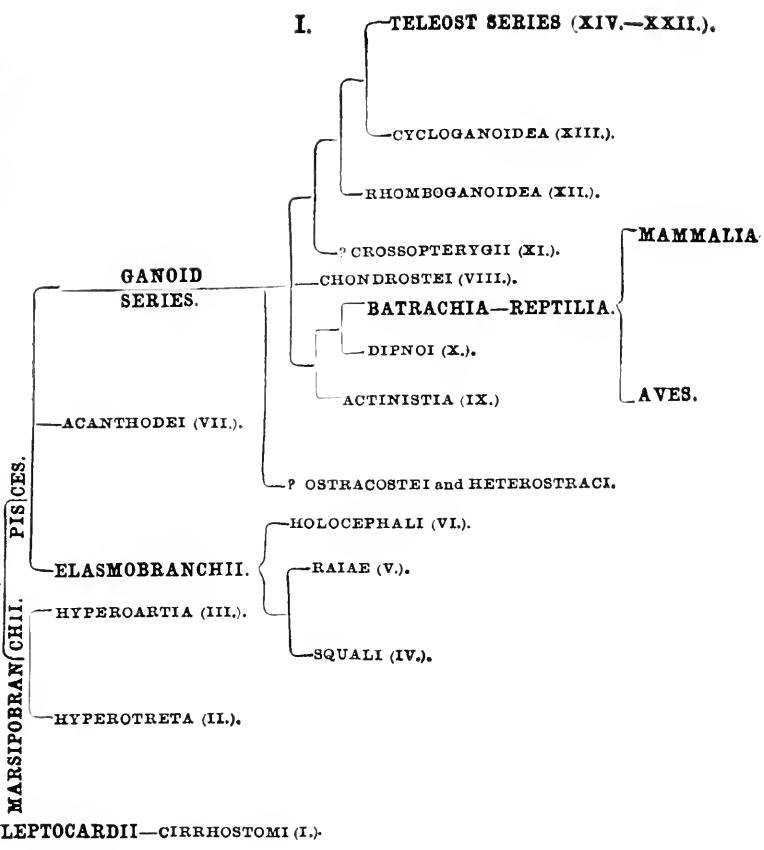 I.
TELEOST SERIES (XIV.—XXII.).
CYCLOGANOIDEA (XIII.).
RHOMBOGANOIDEA (XII.).
MAMMALIA
? CROSSOPTERYGII (XI.).
GANOID
SERIES.
CHONDROSTEI (VIII.).
BATRACHIA—REPTILIA.
DIPNOI (X.).
AVES.
ACTINISTIA (IX.)
ACANTHODEI (VII.).
PISCES.
? OSTRACOSTEI and HETEROSTRACI.
HOLOCEPHALI (VI.).
ELASMOBRANCHII.
RAIAE (V.).
HYPEROARTIA (III.).
SQUALI (IV.).
MARSIPOBRANCHII.
HYPEROTRETA (II.).
LEPTOCARDII—CIRRHOSTOMI (I.).